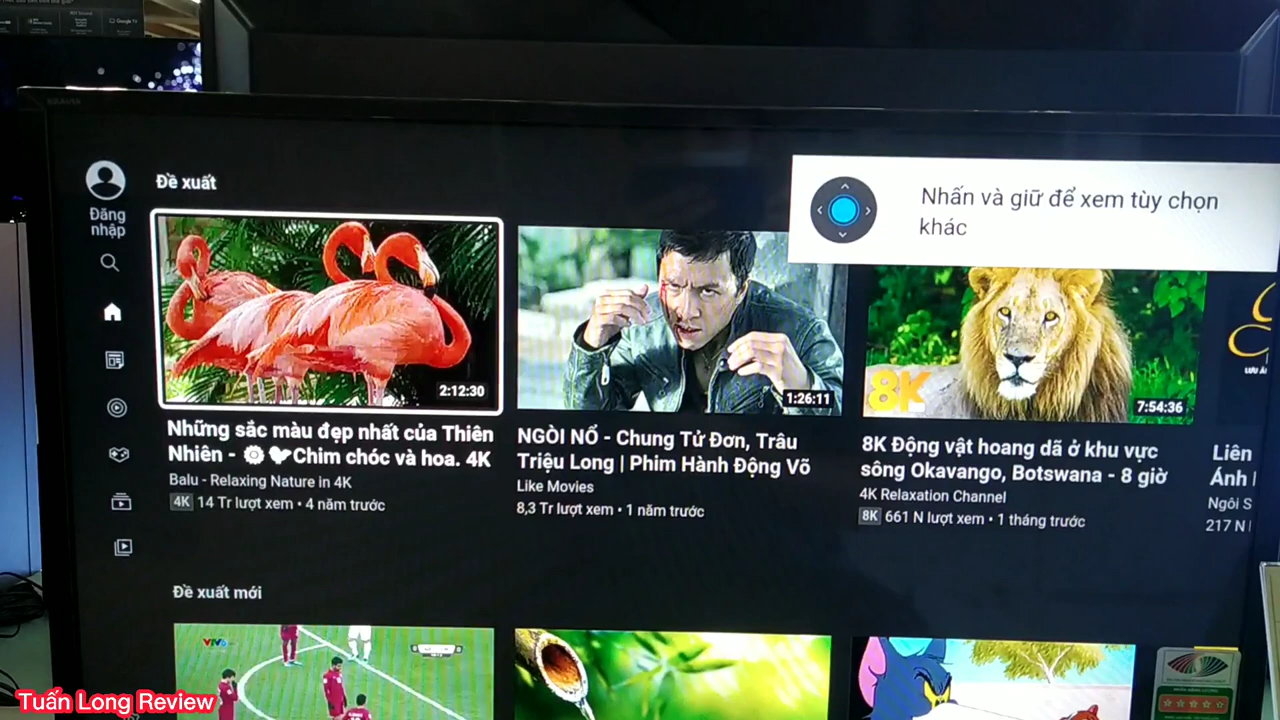 Google TV
Đề xuất
Nhấn và giữ để xem tùy chọn
khác
Đăng
nhập
2:12:30
1:26:11
8K
7:54:36
Những sắc màu đẹp nhất của Thiên
Nhiên - ⚙🐦Chim chóc và hoa. 4K
Balu - Relaxing Nature in 4K
4K 14 Tr lượt xem • 4 năm trước
NGÒI NỔ - Chung Tử Đơn, Trâu
Triệu Long | Phim Hành Động Võ
Like Movies
8,3 Tr lượt xem • 1 năm trước
8K Động vật hoang dã ở khu vực
sông Okavango, Botswana - 8 giờ
4K Relaxation Channel
8K 661 N lượt xem • 1 tháng trước
Liên
Ánh
Ngôi S
217 N
Đề xuất mới
Tuấn Long Review